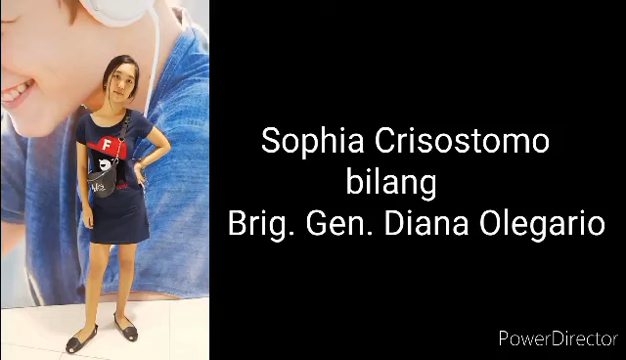 Sophia Crisostomo
bilang
Brig. Gen. Diana Olegario
F
PowerDirector